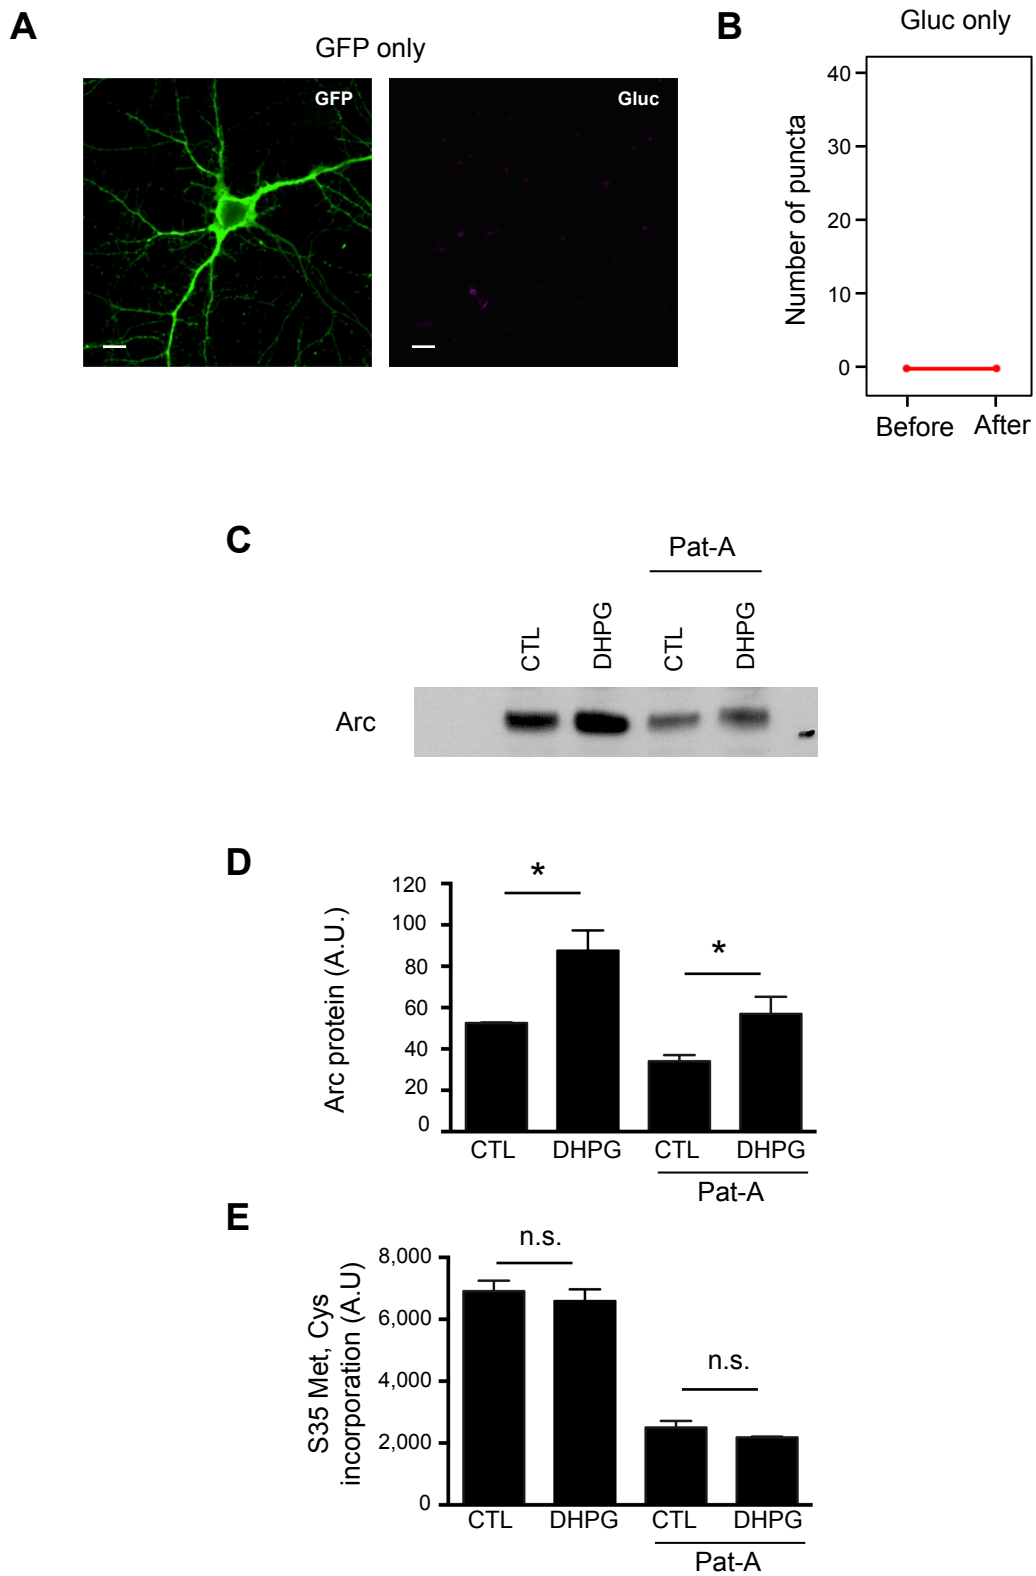 A
GFP only
GFP
Gluc
B
Gluc only
Number of puncta
40
30
20
10
0
Before After
C
Pat-A
CTL
DHPG
CTL
DHPG
Arc
D
Arc protein (A.U.)
120
100
80
60
40
20
0
*
*
CTL DHPG CTL DHPG
Pat-A
E
S35 Met, Cys
incorporation (A.U)
8,000
6,000
4,000
2,000
0
n.s.
n.s.
CTL DHPG CTL DHPG
Pat-A